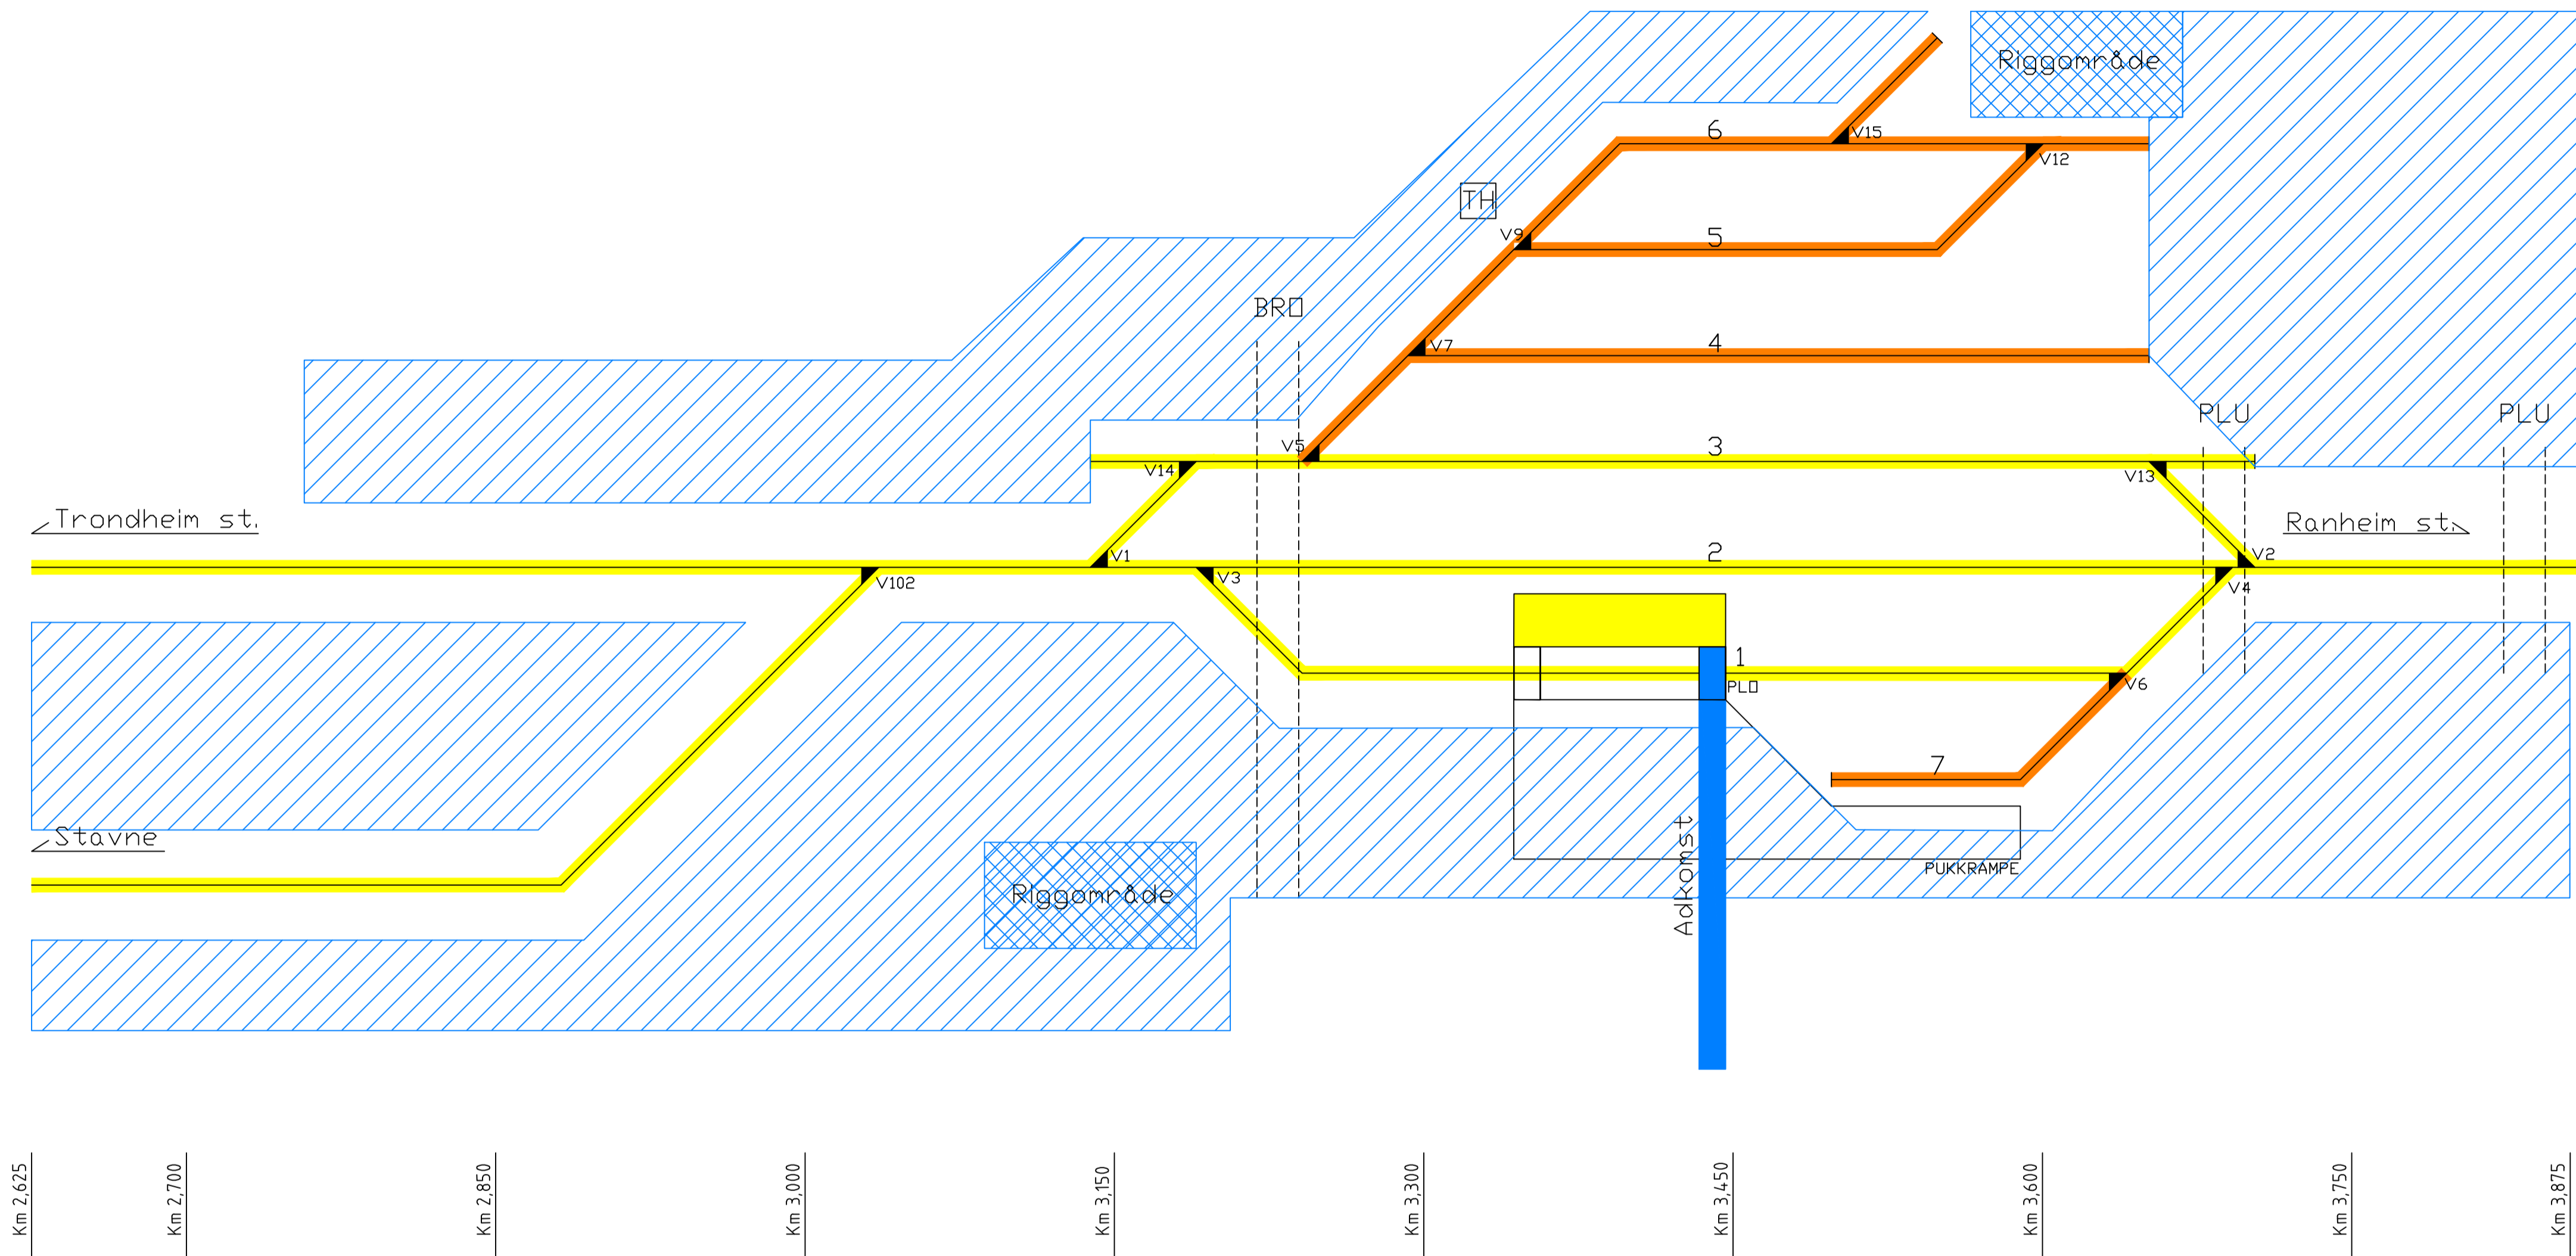 Riggområde
6
V15
V12
TH
V9
5
BRO
4
V7
PLU
PLU
V5
3
V14
V13
Trondheim st.
Ranheim st.
2
V1
V2
V102
V3
V4
1
PLO
V6
7
Stavne
Adkomst
PUKKRAMPE
Riggområde
Km 2,625
Km 2,700
Km 2,850
Km 3,000
Km 3,150
Km 3,300
Km 3,450
Km 3,600
Km 3,750
Km 3,875